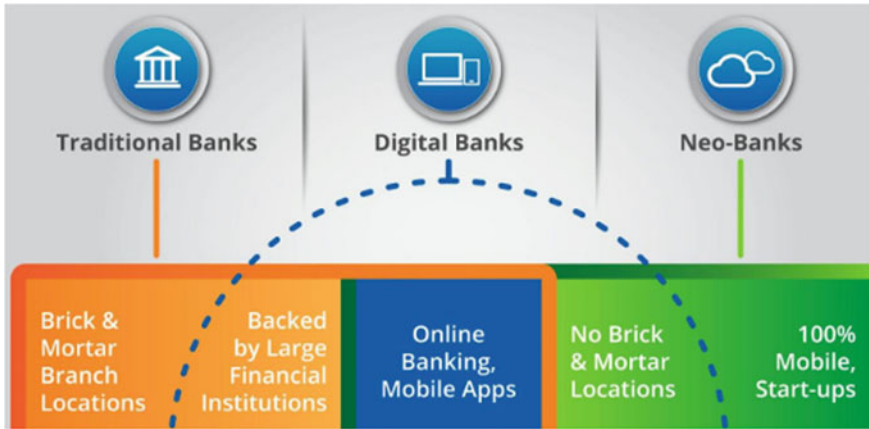 Traditional Banks
Digital Banks
Neo-Banks
Brick &
Mortar
Branch
Locations
Backed
by Large
Financial
Institutions
Online
Banking,
Mobile Apps
No Brick
& Mortar
Locations
100%
Mobile,
Start-ups